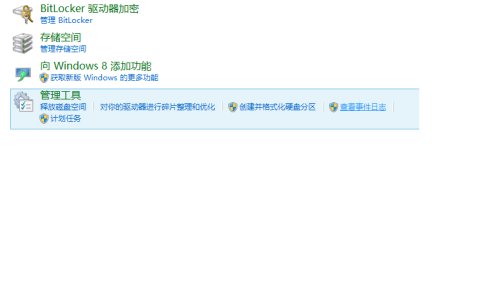 BitLocker 驱动器加密
管理 BitLocker
存储空间
管理存储空间
向 Windows 8 添加功能
获取新版 Windows 的更多功能
管理工具
释放磁盘空间 对你的驱动器进行碎片整理和优化 创建并格式化硬盘分区 查看事件日志
计划任务